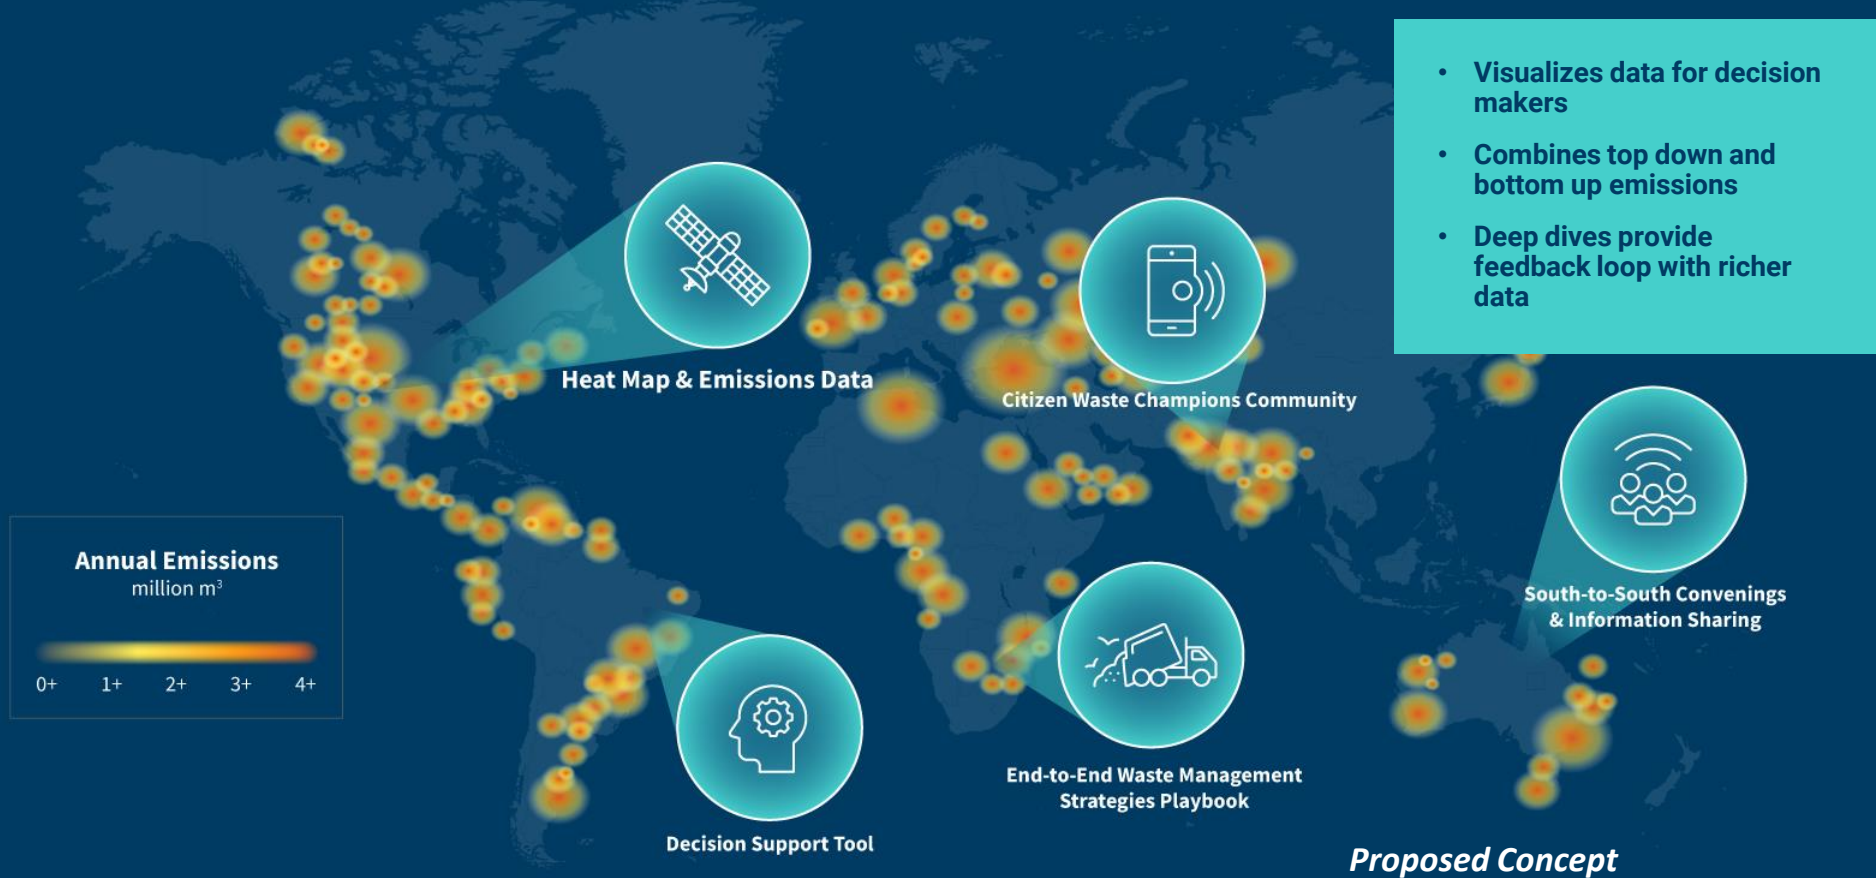 • Visualizes data for decision
makers
• Combines top down and
bottom up emissions
• Deep dives provide
feedback loop with richer
data
Heat Map & Emissions Data
Citizen Waste Champions Community
Annual Emissions
million m³
0+ 1+ 2+ 3+ 4+
South-to-South Convenings
& Information Sharing
End-to-End Waste Management
Strategies Playbook
Decision Support Tool
Proposed Concept